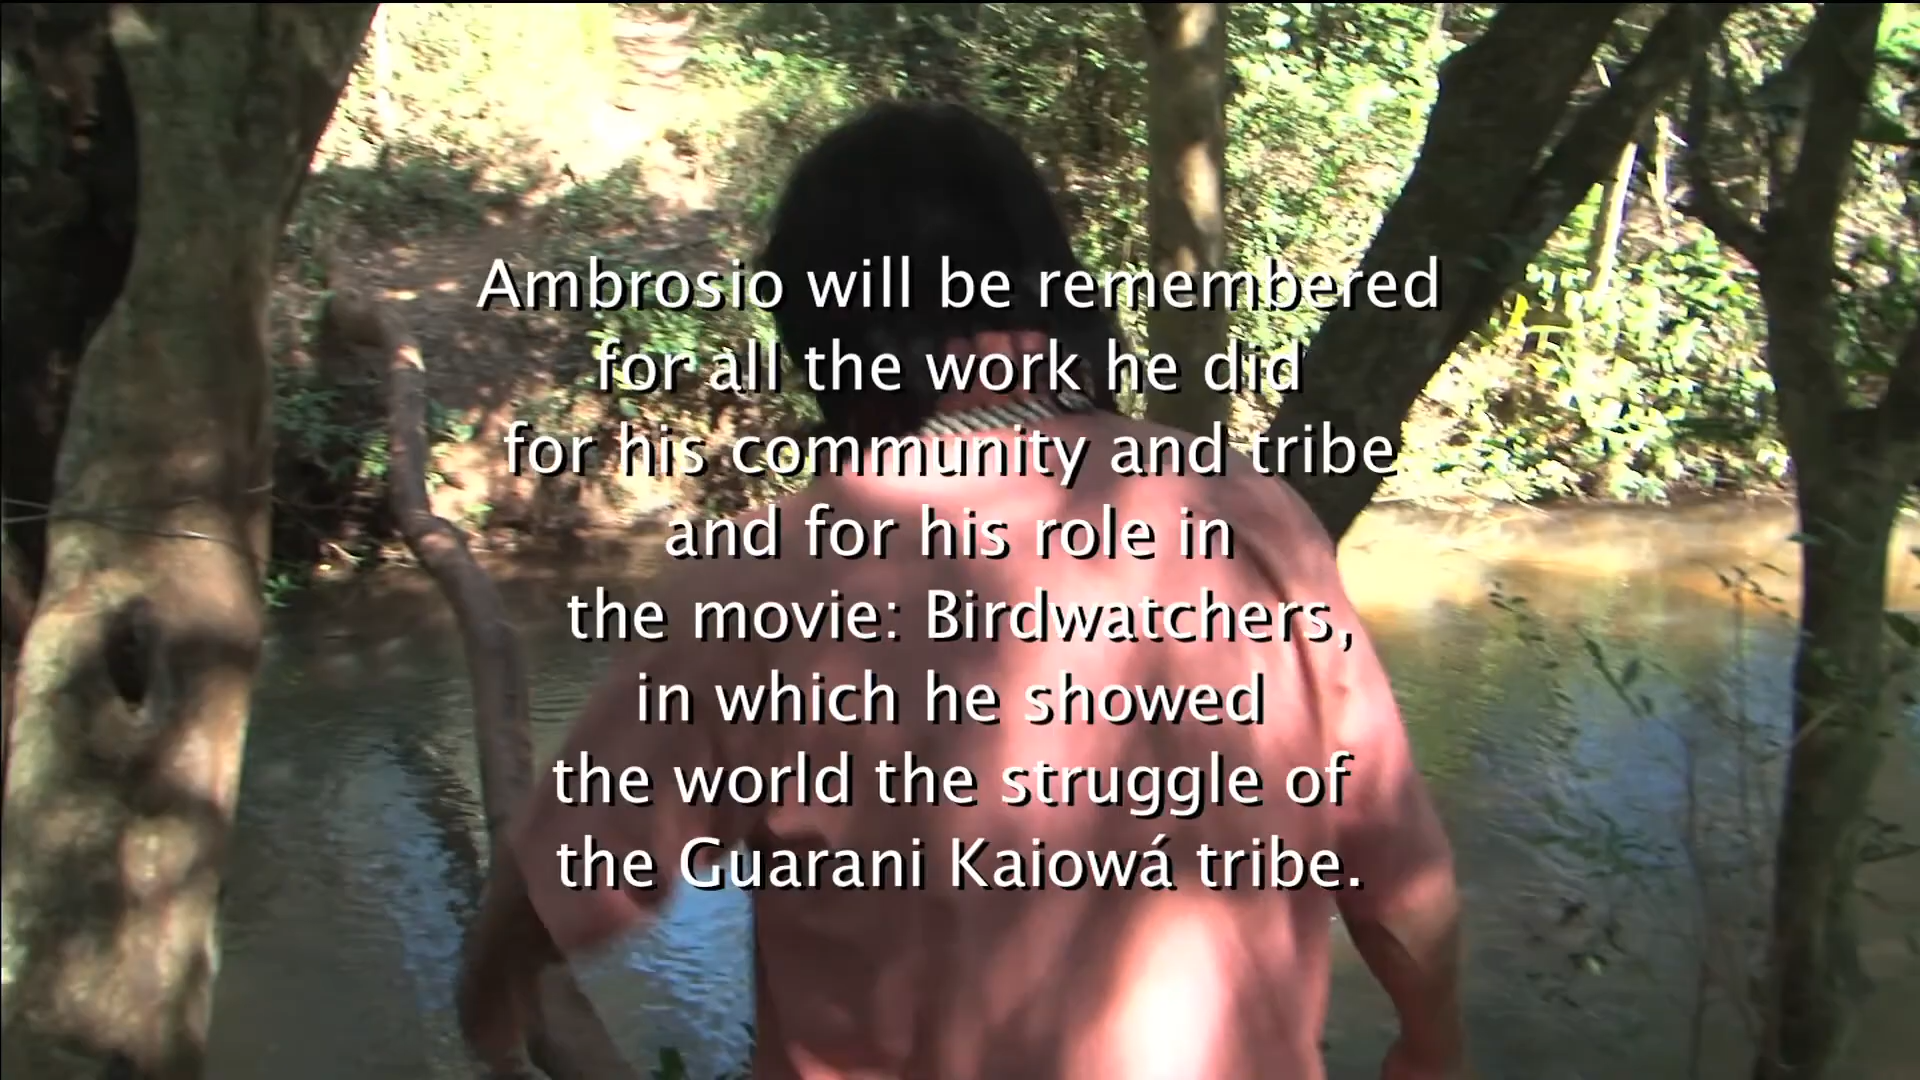 Ambrosio will be remembered
for all the work he did
for his community and tribe
and for his role in
the movie: Birdwatchers,
in which he showed
the world the struggle of
the Guarani Kaiowá tribe.